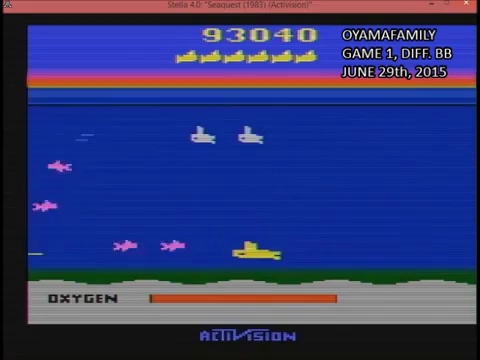 Stella 4.0: "Seaquest (1983) (Activision)"
93040
OYAMAFAMILY
GAME 1, DIFF. BB
JUNE 29th, 2015
OXYGEN
ACTIVISION